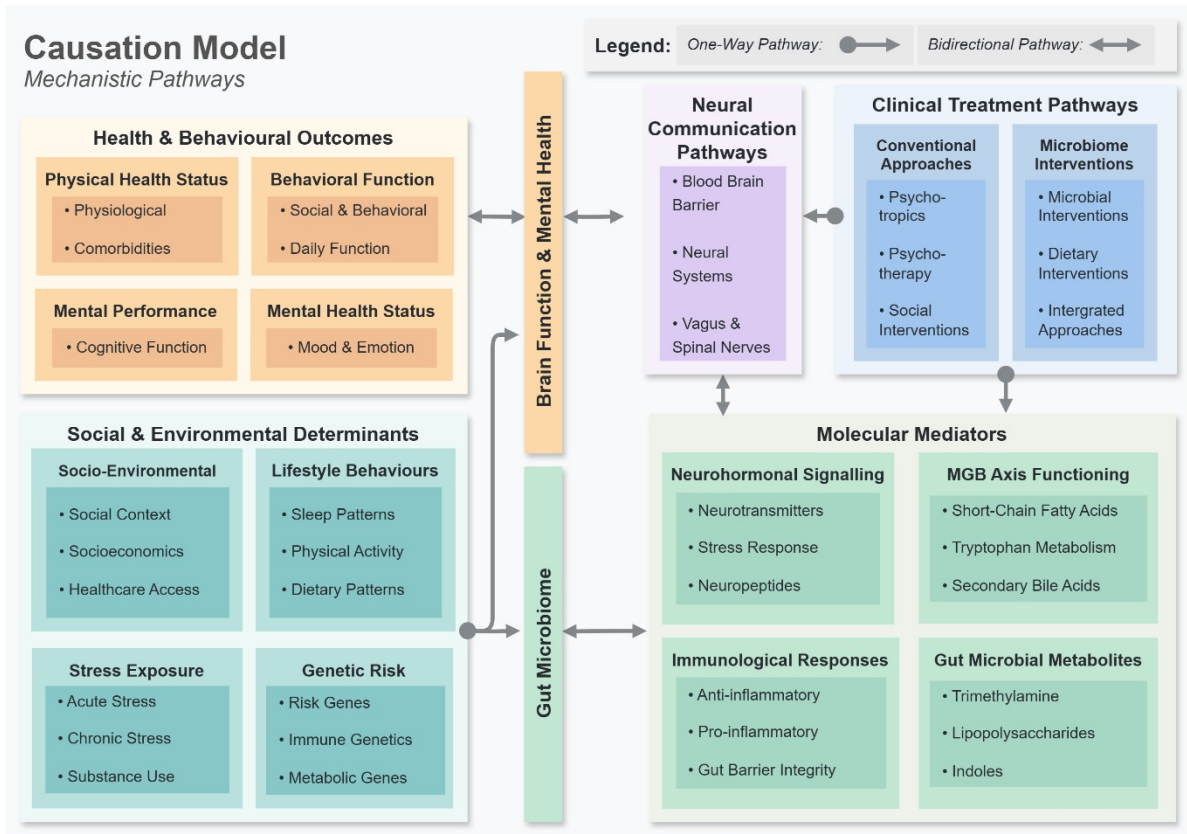 Causation Model
Mechanistic Pathways
Legend: One-Way Pathway: Bidirectional Pathway:
Health & Behavioural Outcomes
Physical Health Status
• Physiological
• Comorbidities
Behavioral Function
• Social & Behavioral
• Daily Function
Mental Performance
• Cognitive Function
Mental Health Status
• Mood & Emotion
Social & Environmental Determinants
Socio-Environmental
• Social Context
• Socioeconomics
• Healthcare Access
Lifestyle Behaviours
• Sleep Patterns
• Physical Activity
• Dietary Patterns
Stress Exposure
• Acute Stress
• Chronic Stress
• Substance Use
Genetic Risk
• Risk Genes
• Immune Genetics
• Metabolic Genes
Brain Function & Mental Health
Gut Microbiome
Neural
Communication
Pathways
• Blood Brain
Barrier
• Neural
Systems
• Vagus &
Spinal Nerves
Clinical Treatment Pathways
Conventional
Approaches
• Psycho-
tropics
• Psycho-
therapy
• Social
Interventions
Microbiome
Interventions
• Microbial
Interventions
• Dietary
Interventions
• Intergrated
Approaches
Molecular Mediators
Neurohormonal Signalling
• Neurotransmitters
• Stress Response
• Neuropeptides
MGB Axis Functioning
• Short-Chain Fatty Acids
• Tryptophan Metabolism
• Secondary Bile Acids
Immunological Responses
• Anti-inflammatory
• Pro-inflammatory
• Gut Barrier Integrity
Gut Microbial Metabolites
• Trimethylamine
• Lipopolysaccharides
• Indoles